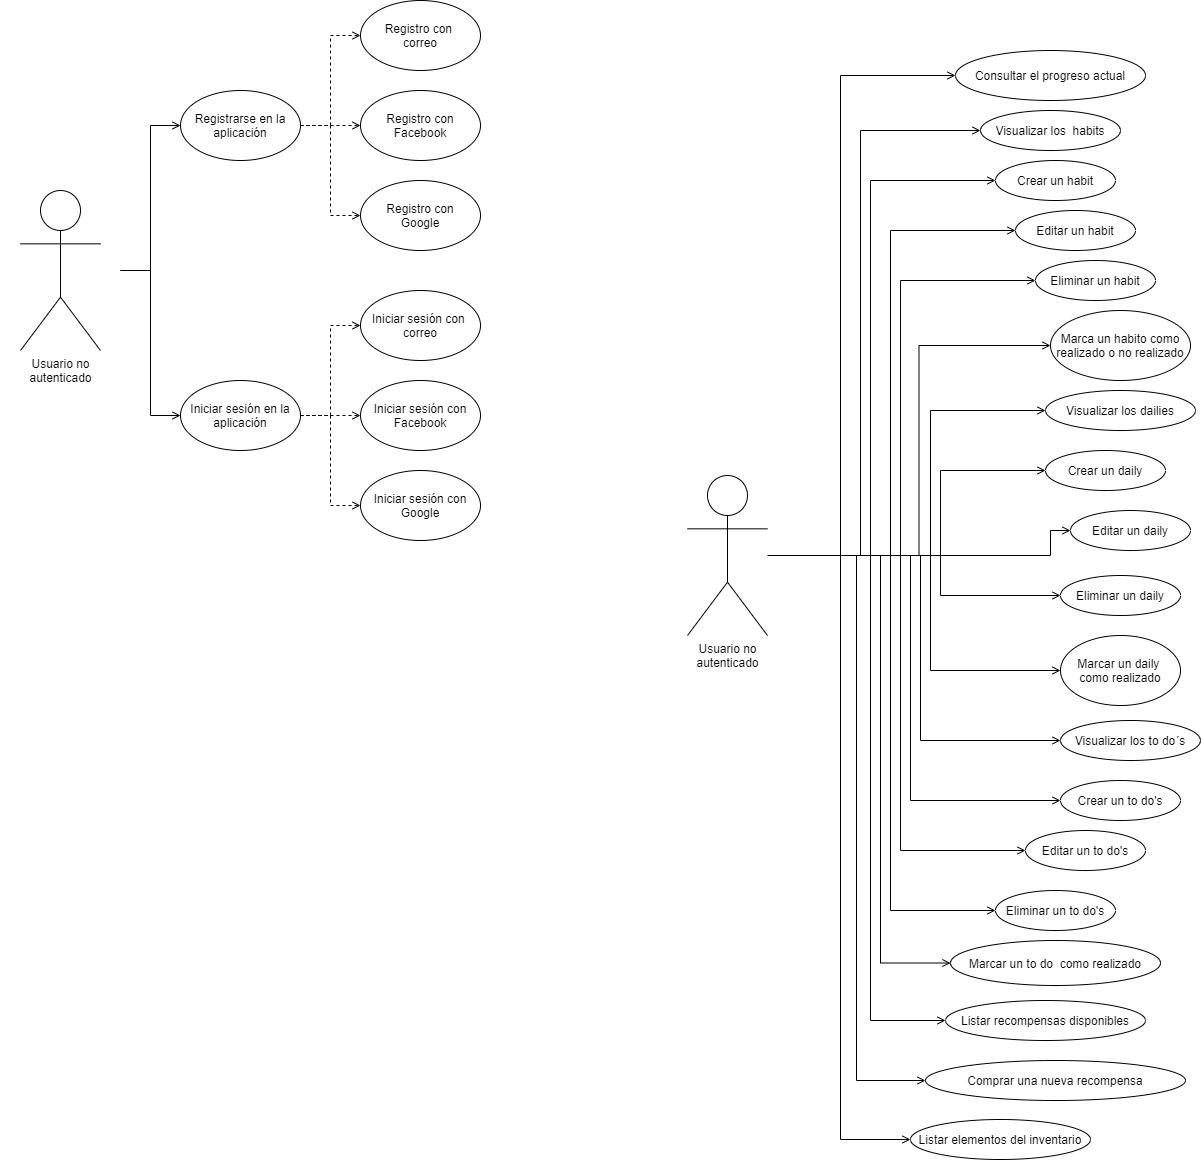 Registro con
correo
Registrarse en la
aplicación
Registro con
Facebook
Registro con
Google
Usuario no
autenticado
Iniciar sesión con
correo
Iniciar sesión en la
aplicación
Iniciar sesión con
Facebook
Iniciar sesión con
Google
Consultar el progreso actual
Visualizar los habits
Crear un habit
Editar un habit
Eliminar un habit
Marca un habito como
realizado o no realizado
Visualizar los dailies
Crear un daily
Editar un daily
Usuario no
autenticado
Eliminar un daily
Marcar un daily
como realizado
Visualizar los to do´s
Crear un to do's
Editar un to do's
Eliminar un to do's
Marcar un to do como realizado
Listar recompensas disponibles
Comprar una nueva recompensa
Listar elementos del inventario